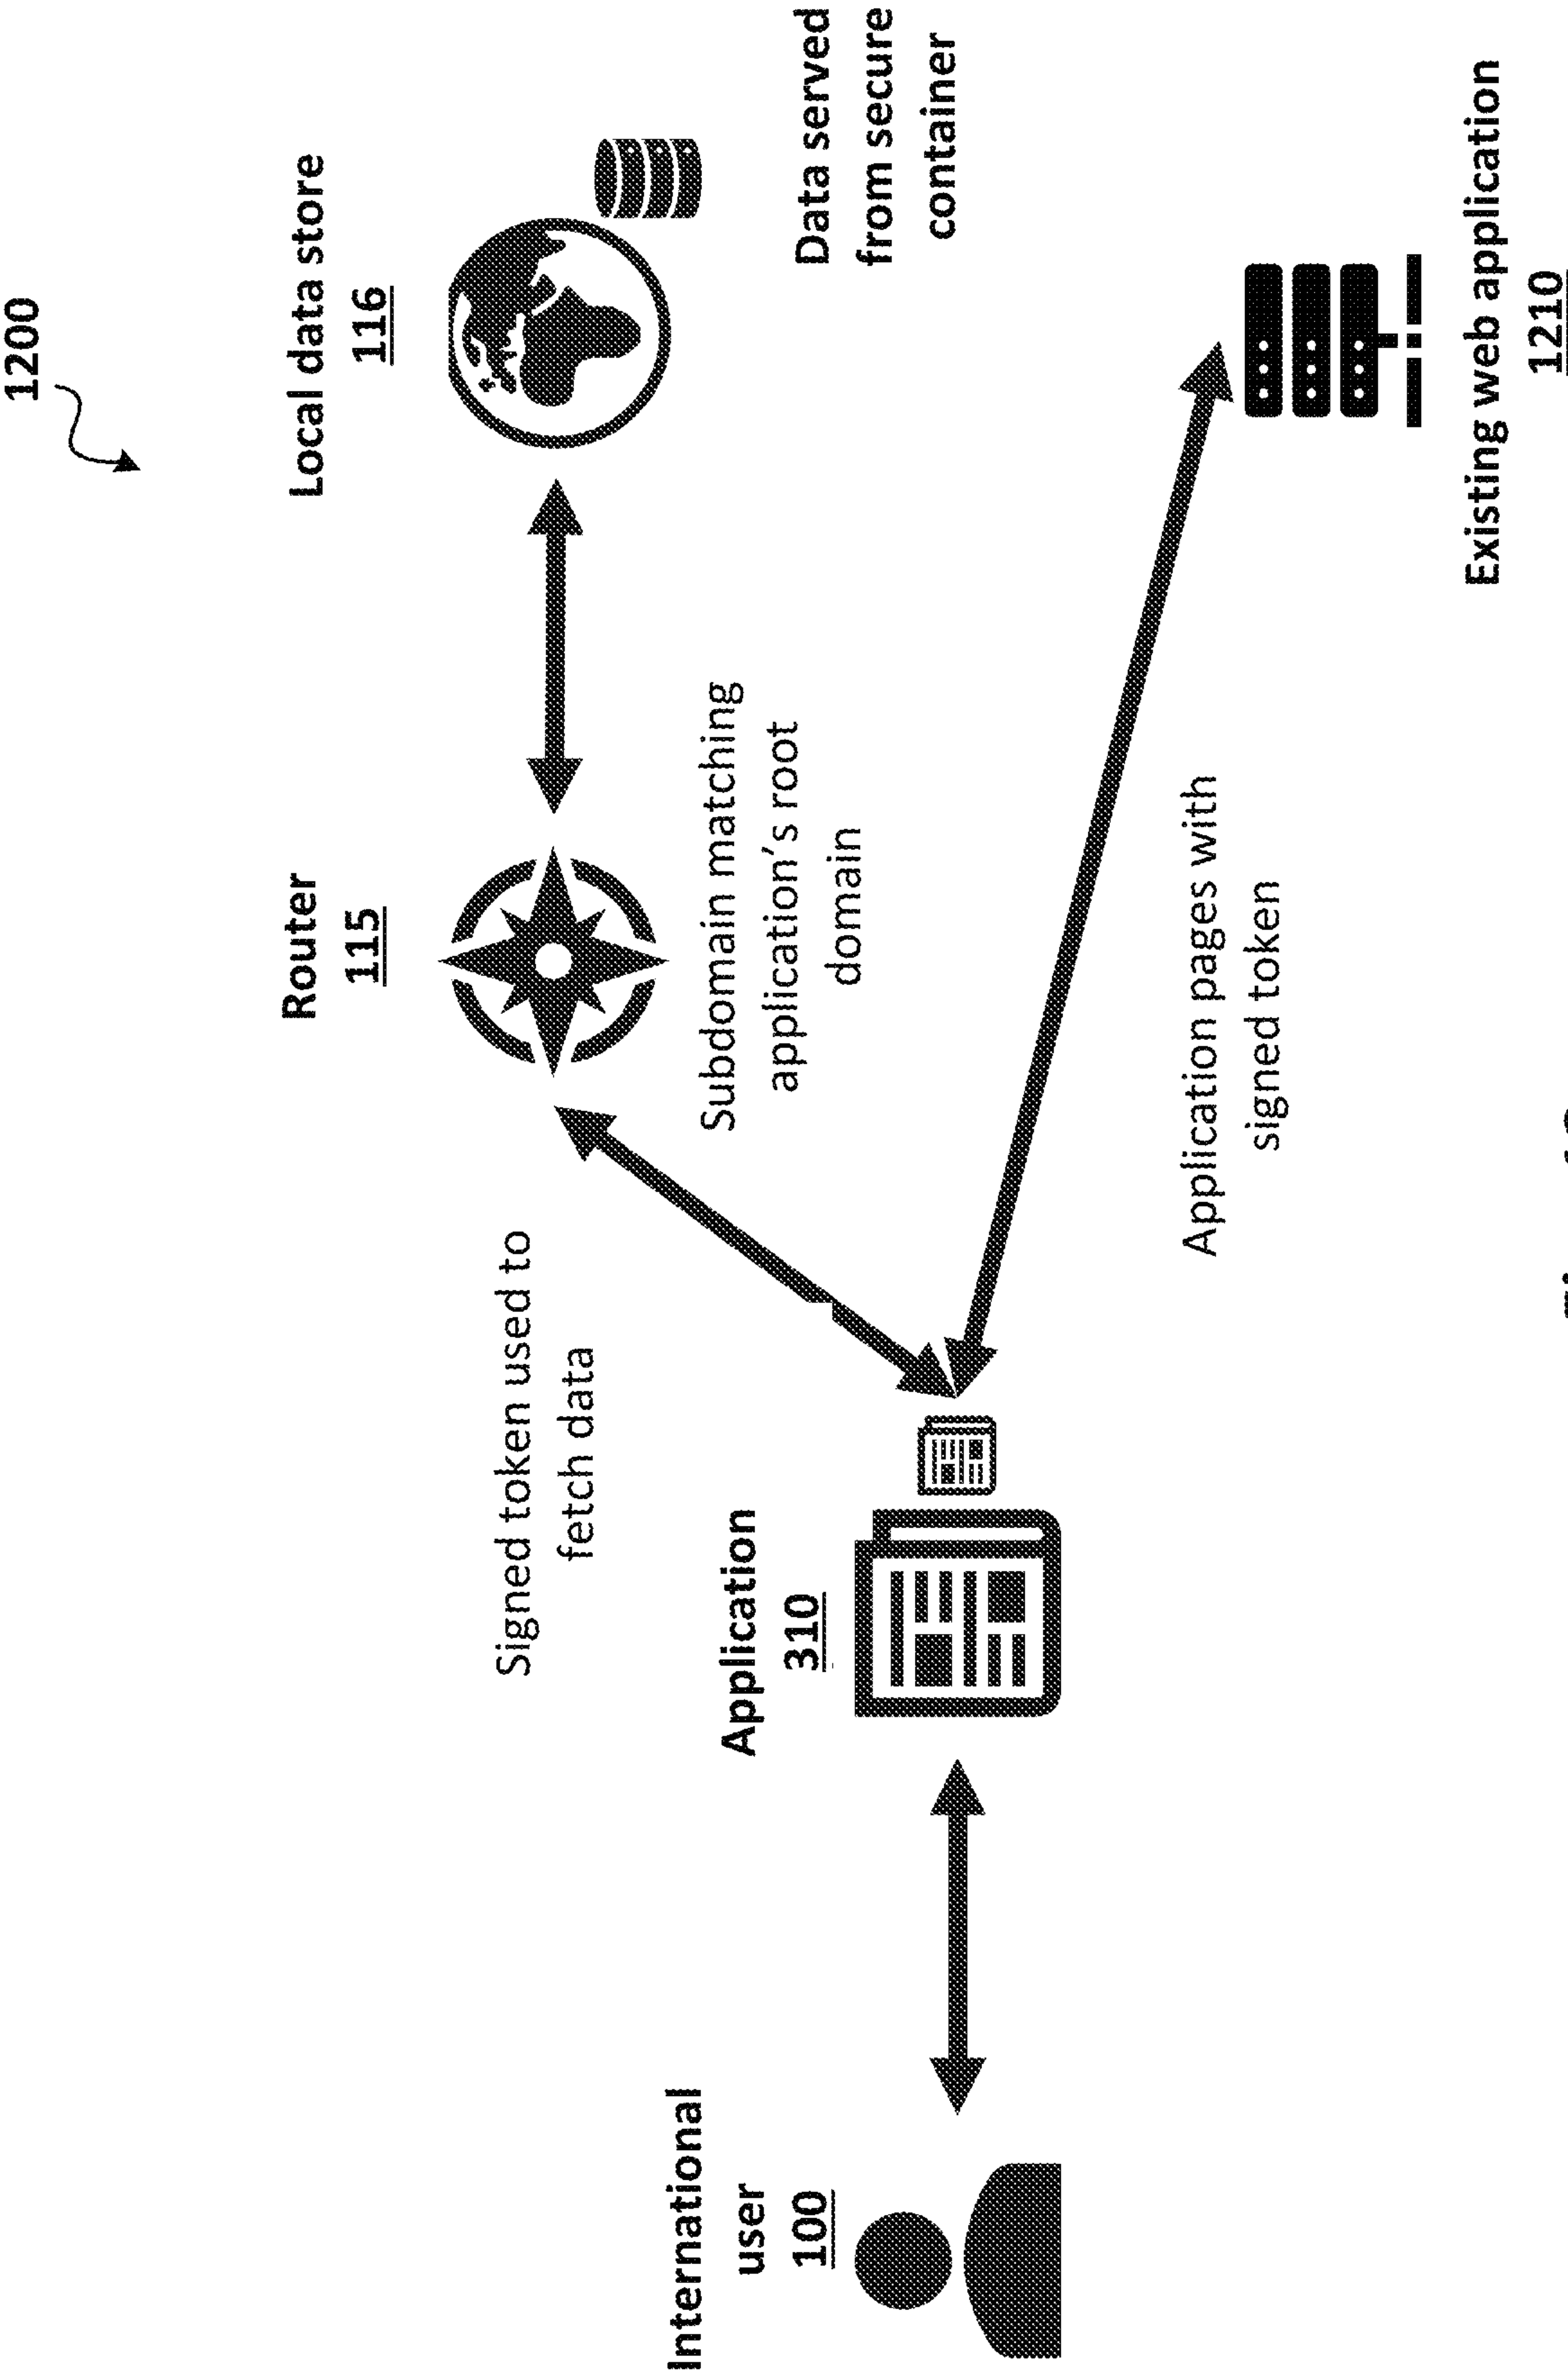 1200
Local data store
116
Router
115
Signed token used to
fetch data
Data served
from secure
container
Subdomain matching
application's root
domain
Application
310
International
user
100
Application pages with
signed token
Existing web application
1210